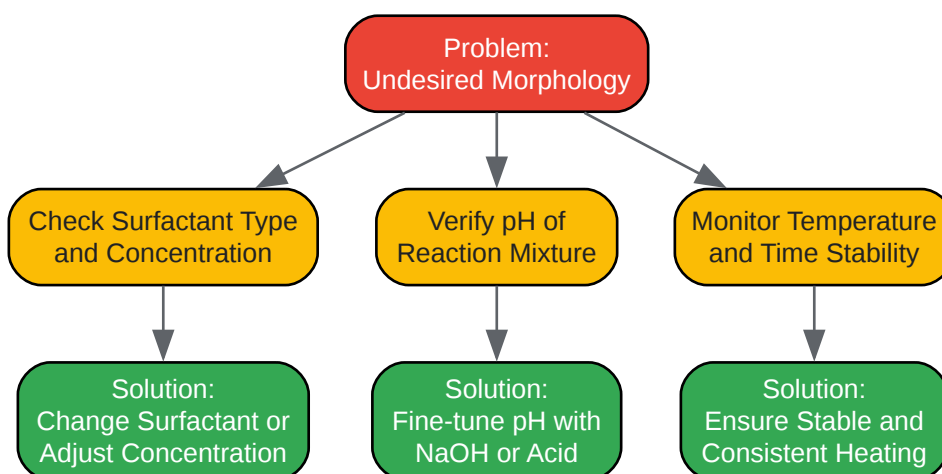 Problem:
Undesired Morphology
Check Surfactant Type
and Concentration
Verify pH of
Reaction Mixture
Monitor Temperature
and Time Stability
Solution:
Change Surfactant or
Adjust Concentration
Solution:
Fine-tune pH with
NaOH or Acid
Solution:
Ensure Stable and
Consistent Heating